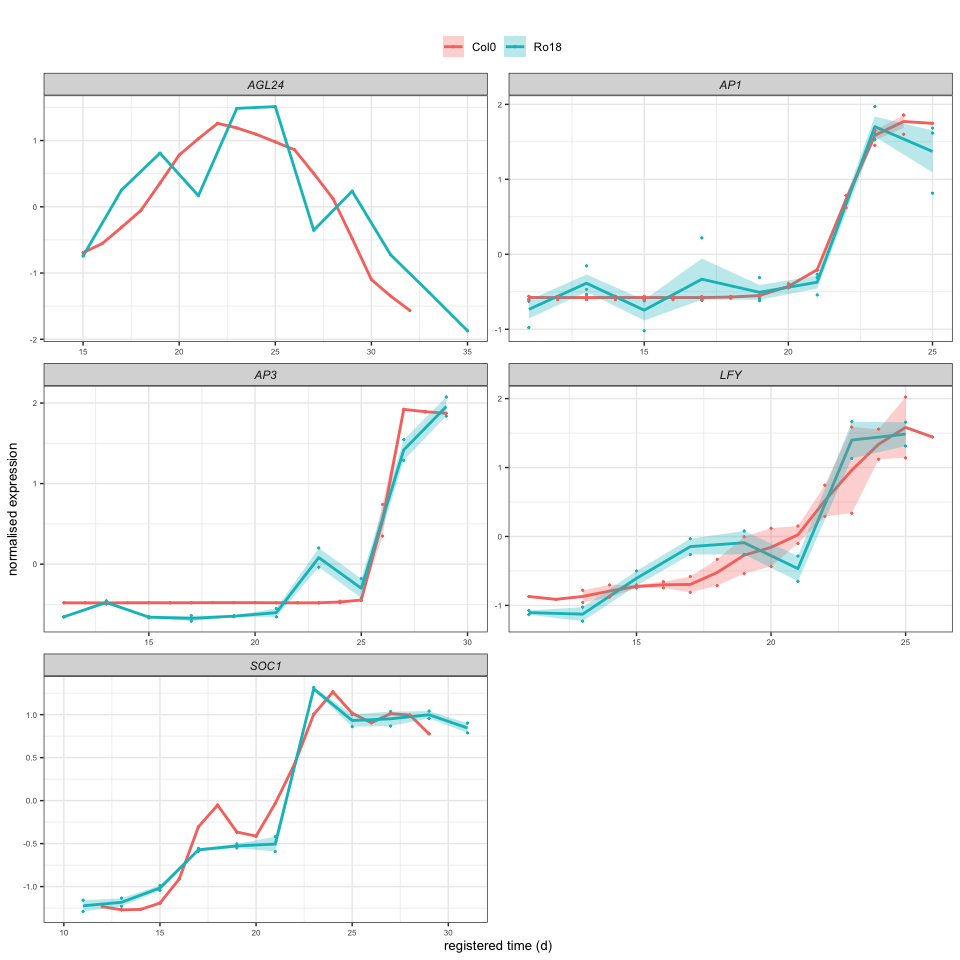 Col0 Ro18
AGL24
AP1
1
0
-1
-2
15 20 25 30 35
2
1
0
-1
15 20 25
AP3
LFY
2
1
0
15 20 25 30
2
1
0
-1
15 20 25
SOC1
1.0
0.5
0.0
-0.5
-1.0
10 15 20 25 30
normalised expression
registered time (d)